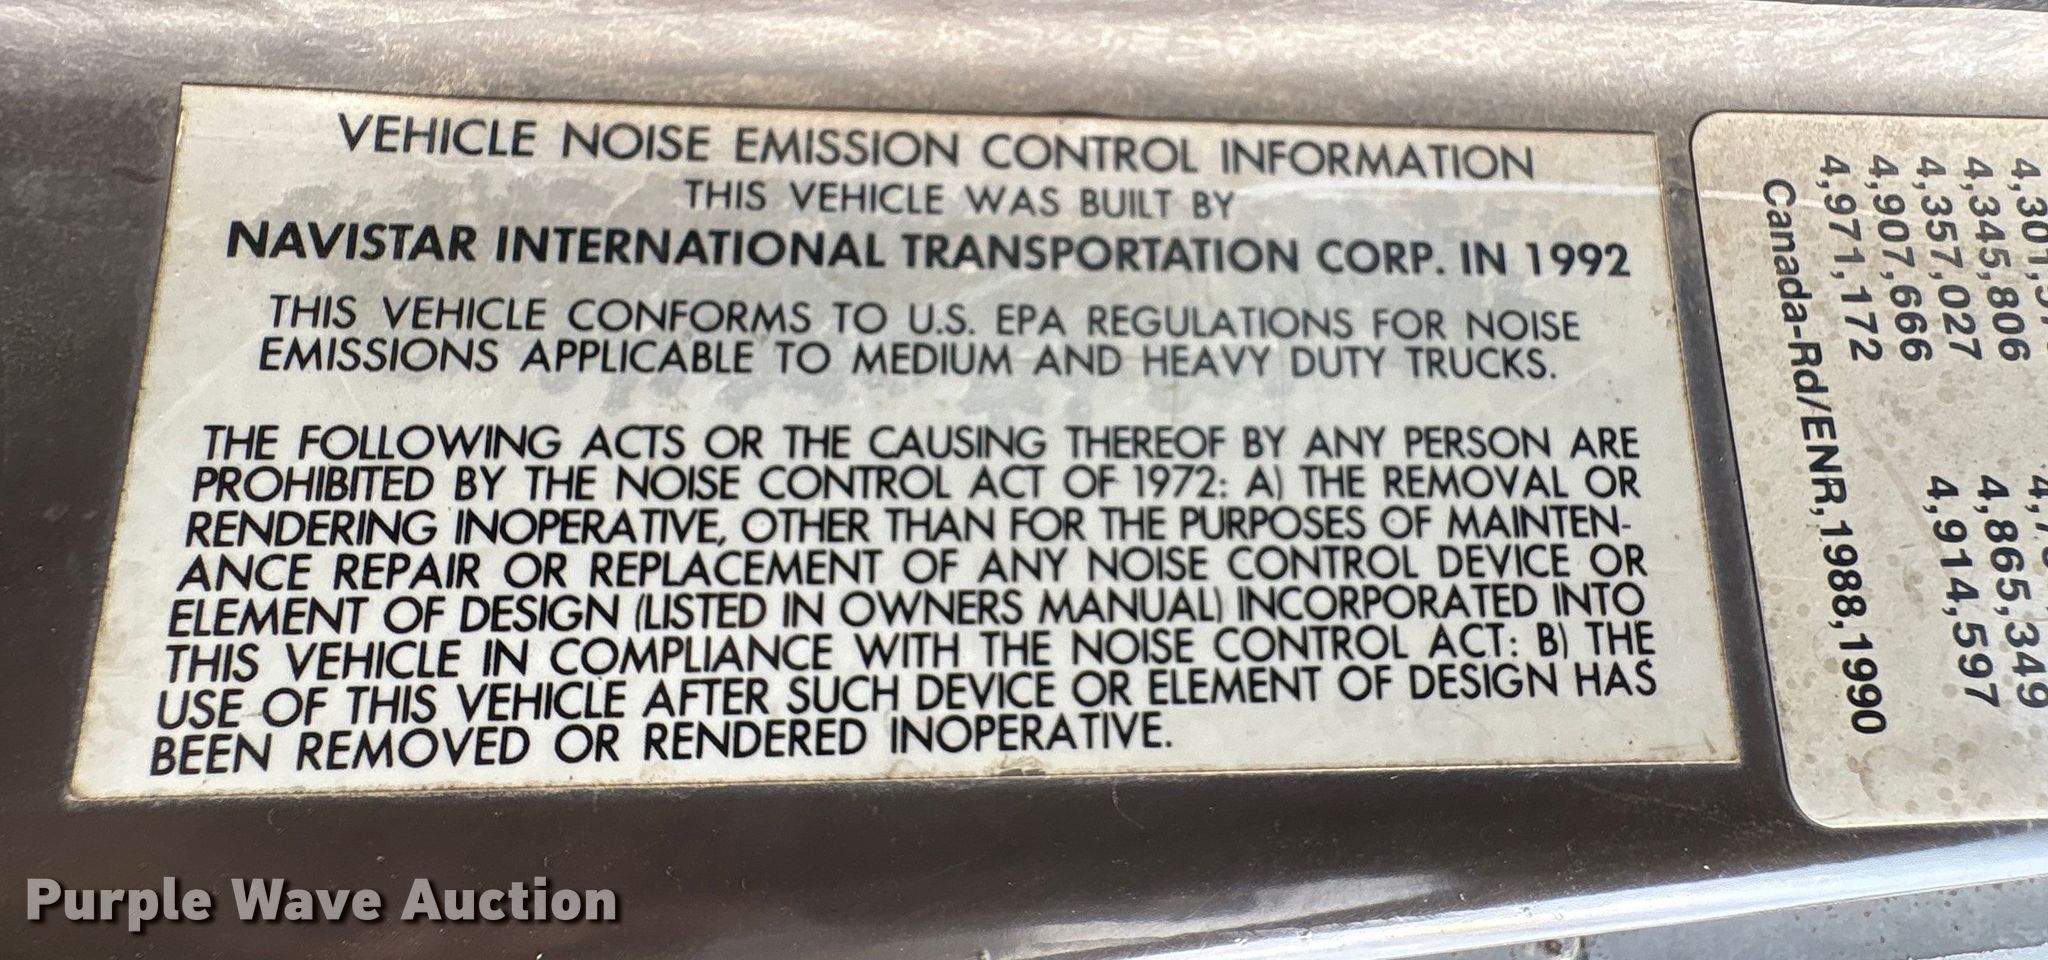 VEHICLE NOISE EMISSION CONTROL INFORMATION
THIS VEHICLE WAS BUILT BY
NAVISTAR INTERNATIONAL TRANSPORTATION CORP. IN 1992
THIS VEHICLE CONFORMS TO U.S. EPA REGULATIONS FOR NOISE
EMISSIONS APPLICABLE TO MEDIUM AND HEAVY DUTY TRUCKS.
THE FOLLOWING ACTS OR THE CAUSING THEREOF BY ANY PERSON ARE
PROHIBITED BY THE NOISE CONTROL ACT OF 1972: A) THE REMOVAL OR
RENDERING INOPERATIVE, OTHER THAN FOR THE PURPOSES OF MAINTEN-
ANCE REPAIR OR REPLACEMENT OF ANY NOISE CONTROL DEVICE OR
ELEMENT OF DESIGN (LISTED IN OWNERS MANUAL) INCORPORATED INTO
THIS VEHICLE IN COMPLIANCE WITH THE NOISE CONTROL ACT: B) THE
USE OF THIS VEHICLE AFTER SUCH DEVICE OR ELEMENT OF DESIGN HAS
BEEN REMOVED OR RENDERED INOPERATIVE.
4,345,806 4,865,349
4,357,027 4,914,597
4,907,666
4,971,172
Canada-Rd/ENR,1988,1990
Purple Wave Auction